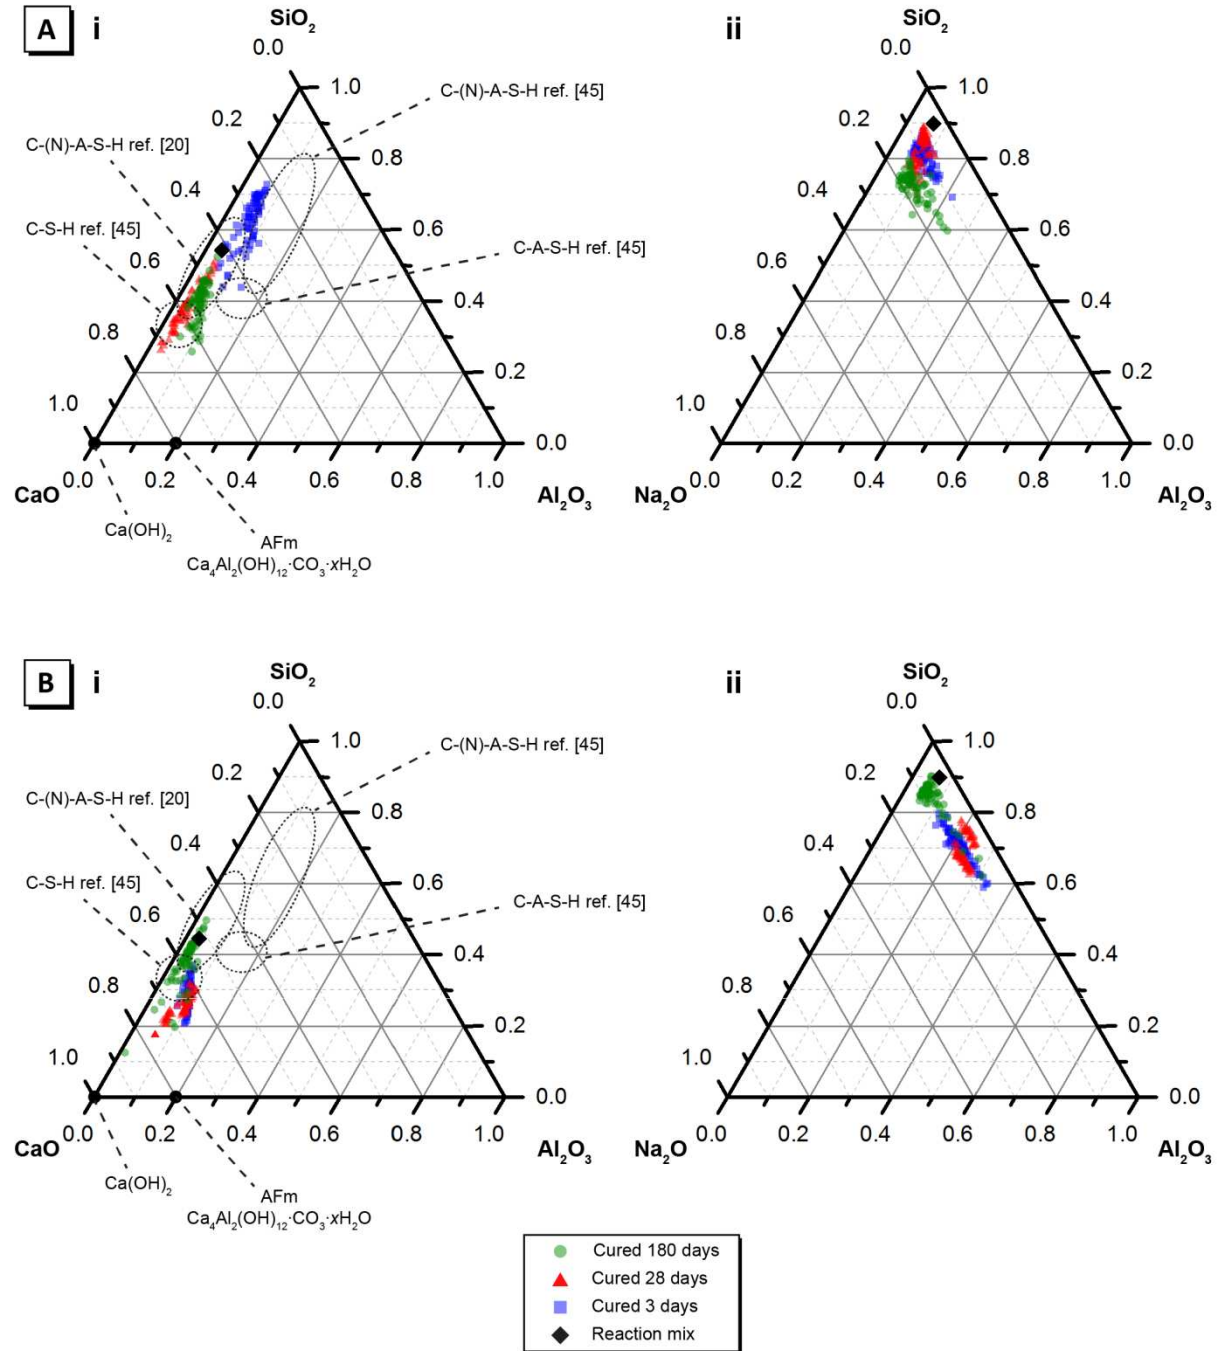 A i ii
SiO₂
0.0
1.0
C-(N)-A-S-H ref. [45]
0.2
C-(N)-A-S-H ref. [20]
0.8
0.4
C-S-H ref. [45]
0.6
C-A-S-H ref. [45]
0.6
0.4
0.8
0.2
1.0
0.0
0.0 0.2 0.4 0.6 0.8 1.0
CaO Al₂O₃
Ca(OH)₂
AFm
Ca₄Al₂(OH)₁₂·CO₃·xH₂O
SiO₂
0.0
1.0
0.2
0.8
0.4
0.6
0.6
0.4
0.8
0.2
1.0
0.0
0.0 0.2 0.4 0.6 0.8 1.0
Na₂O Al₂O₃
B i ii
SiO₂
0.0
1.0
C-(N)-A-S-H ref. [45]
0.2
C-(N)-A-S-H ref. [20]
0.8
0.4
C-S-H ref. [45]
0.6
C-A-S-H ref. [45]
0.6
0.4
0.8
0.2
1.0
0.0
0.0 0.2 0.4 0.6 0.8 1.0
CaO Al₂O₃
Ca(OH)₂
AFm
Ca₄Al₂(OH)₁₂·CO₃·xH₂O
SiO₂
0.0
1.0
0.2
0.8
0.4
0.6
0.6
0.4
0.8
0.2
1.0
0.0
0.0 0.2 0.4 0.6 0.8 1.0
Na₂O Al₂O₃
Cured 180 days
Cured 28 days
Cured 3 days
Reaction mix